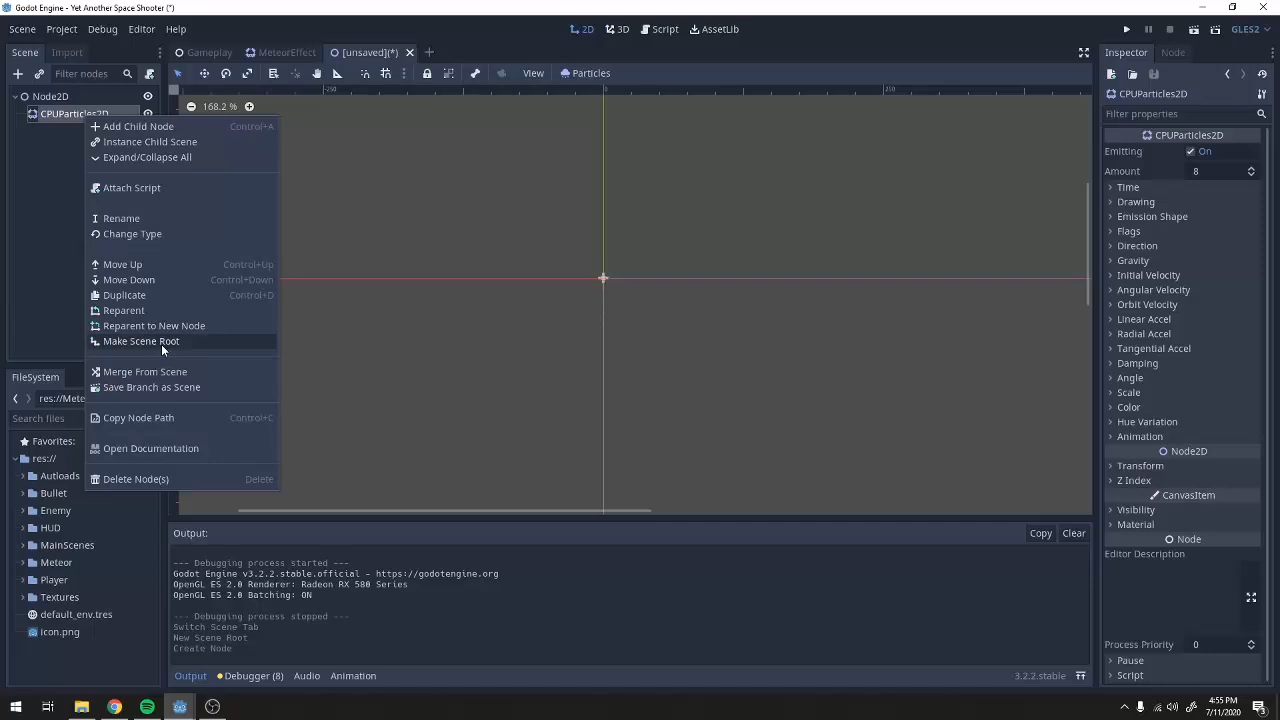 Godot Engine - Yet Another Space Shooter (*)
Scene Project Debug Editor Help
2D 3D Script AssetLib
GLES2
Scene Import
Gameplay MeteorEffect [unsaved](*)
Inspector Node
Filter nodes
View Particles
Node2D
CPUParticles2D
-250 0 210
168.2 %
CPUParticles2D
Filter properties
CPUParticles2D
Emitting On
Amount 8
Time
Drawing
Emission Shape
Flags
Direction
Gravity
Initial Velocity
Angular Velocity
Orbit Velocity
Linear Accel
Radial Accel
Tangential Accel
Damping
Angle
Scale
Color
Hue Variation
Animation
Node2D
Transform
Z Index
CanvasItem
Visibility
Material
Node
Editor Description
Process Priority 0
Pause
Script
Add Child Node Control+A
Instance Child Scene
Expand/Collapse All
Attach Script
Rename
Change Type
Move Up Control+Up
Move Down Control+Down
Duplicate Control+D
Reparent
Reparent to New Node
Make Scene Root
Merge From Scene
Save Branch as Scene
Copy Node Path Control+C
Open Documentation
Delete Node(s) Delete
FileSystem
res://Mete
Search files
Favorites:
res://
Autloads
Bullet
Enemy
HUD
MainScenes
Meteor
Player
Textures
default_env.tres
icon.png
Output:
Copy Clear
--- Debugging process started ---
Godot Engine v3.2.2.stable.official - https://godotengine.org
OpenGL ES 2.0 Renderer: Radeon RX 580 Series
OpenGL ES 2.0 Batching: ON
--- Debugging process stopped ---
Switch Scene Tab
New Scene Root
Create Node
Output Debugger (8) Audio Animation
3.2.2.stable
4:55 PM
7/11/2020